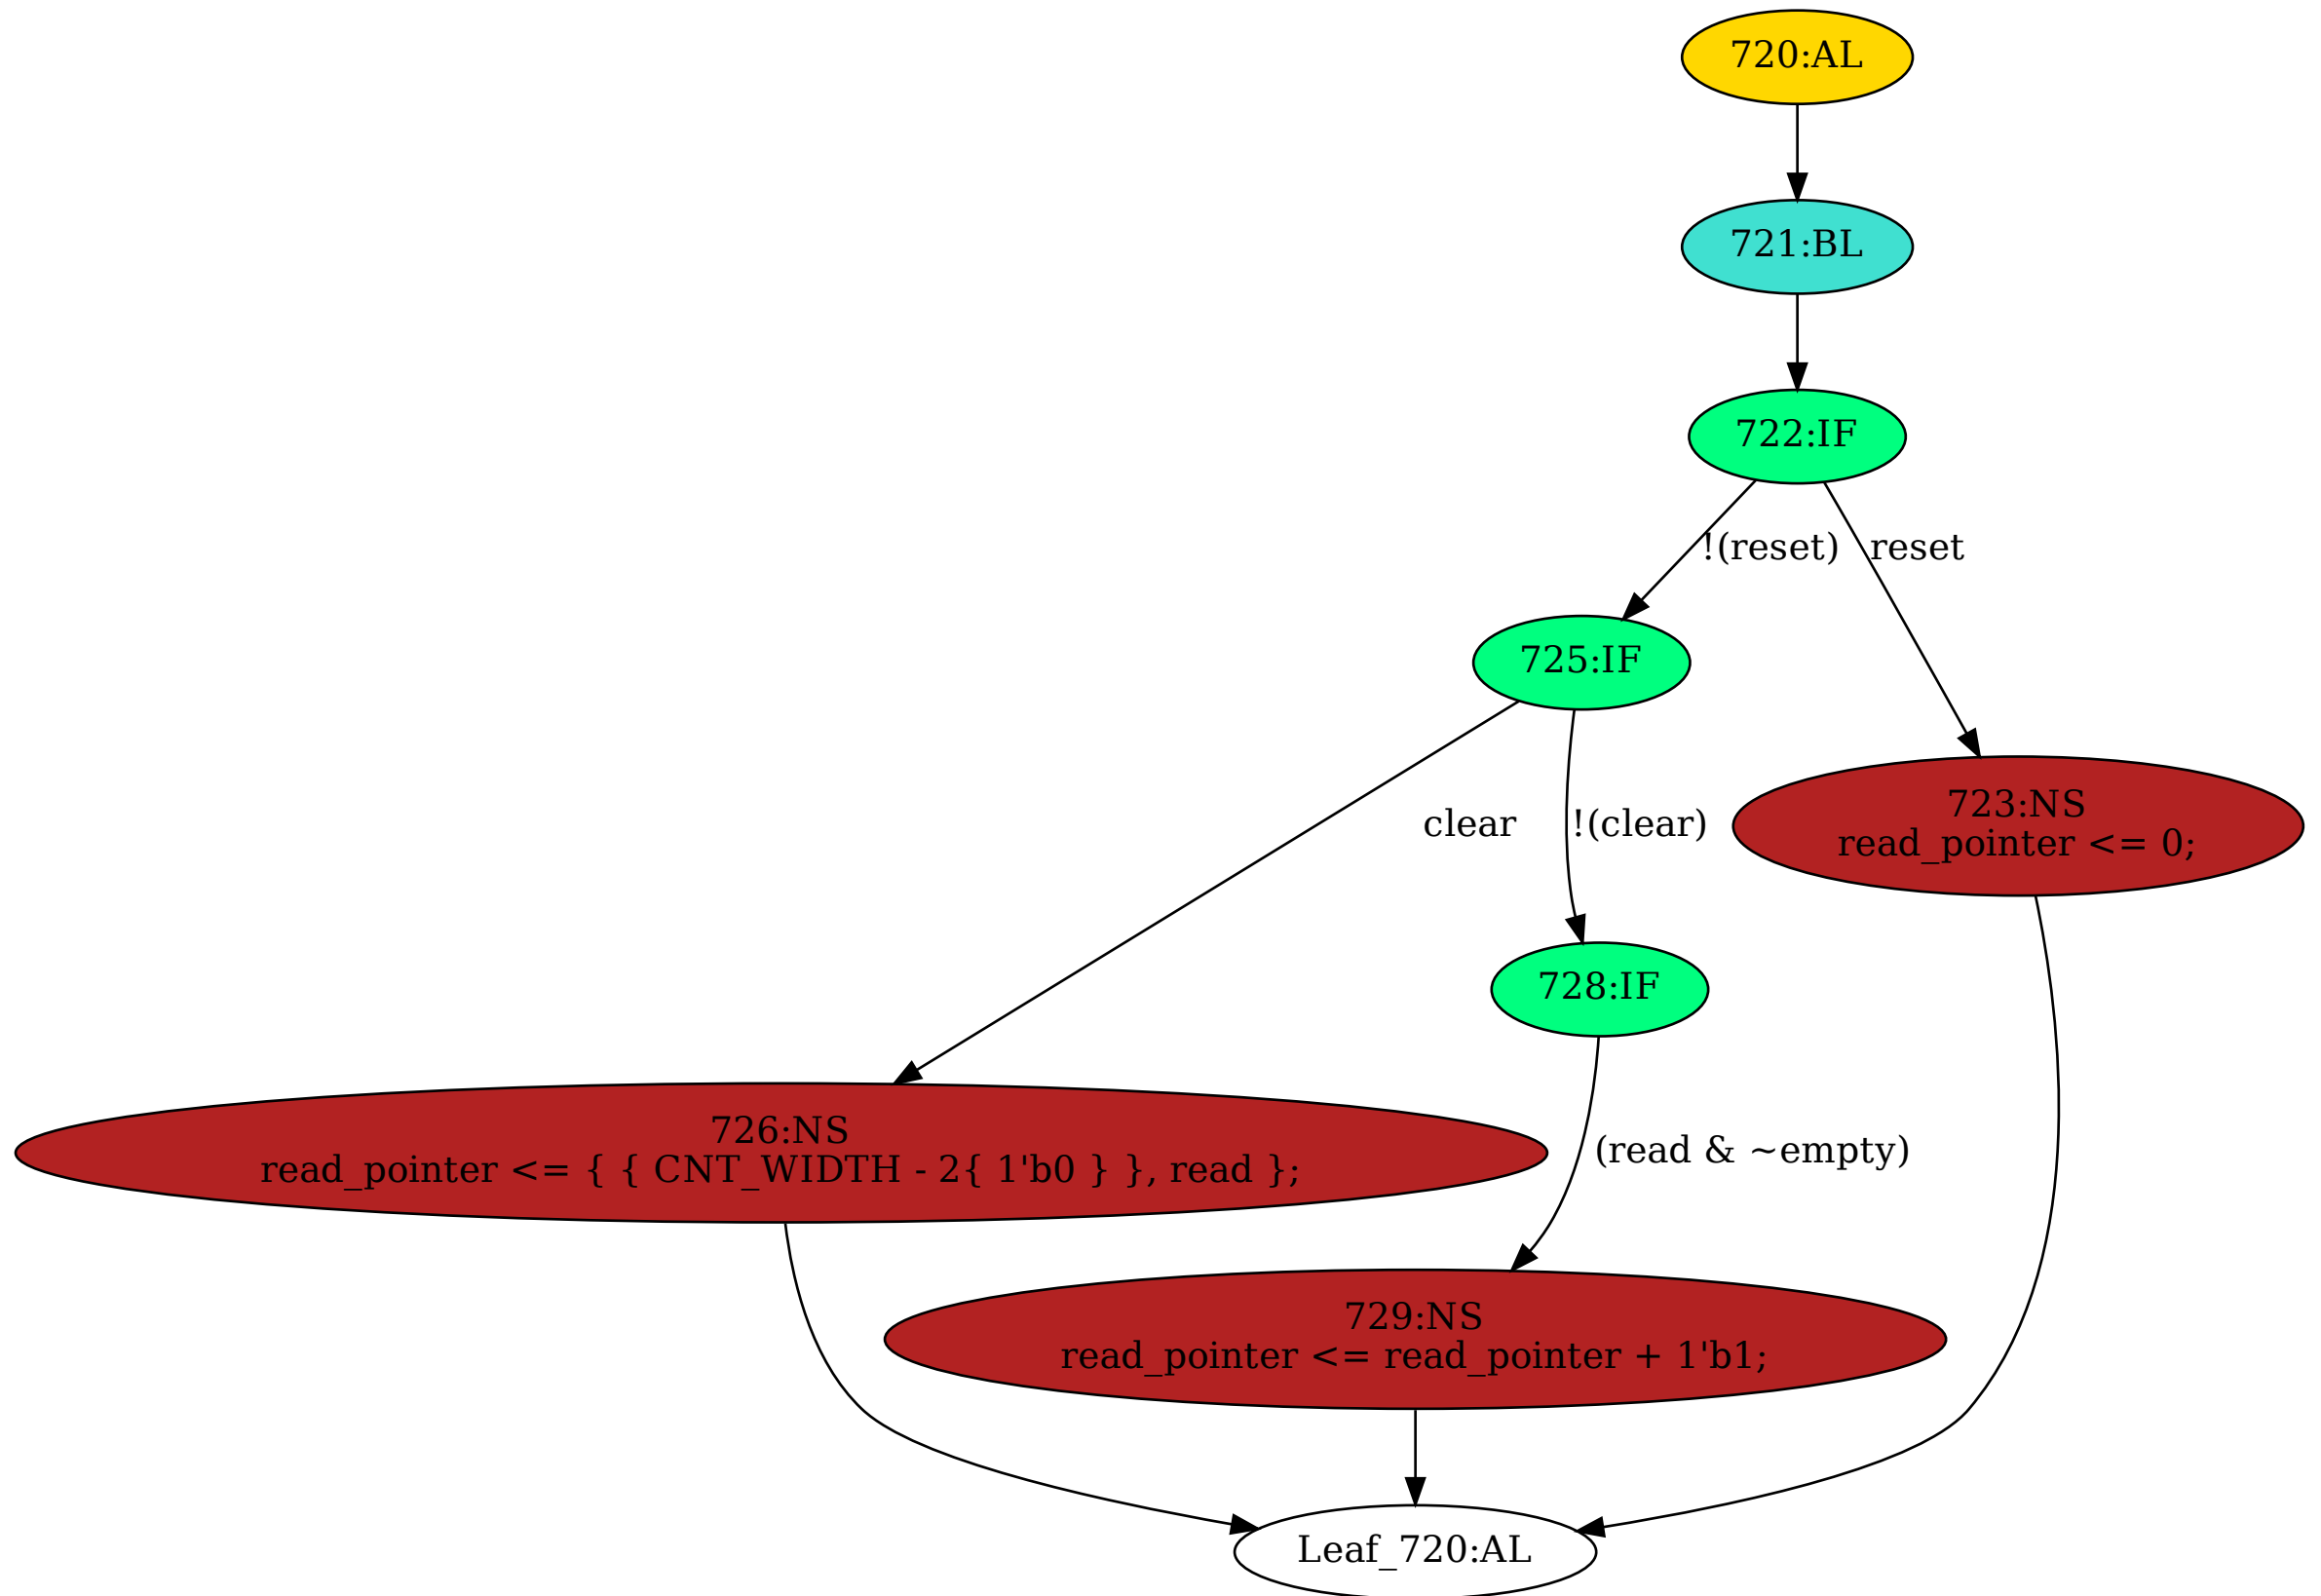 720:AL
721:BL
722:IF
!(reset)
reset
725:IF
clear
!(clear)
723:NS
read_pointer <= 0;
728:IF
726:NS
read_pointer <= { { CNT_WIDTH - 2{ 1'b0 } }, read };
(read & ~empty)
729:NS
read_pointer <= read_pointer + 1'b1;
Leaf_720:AL